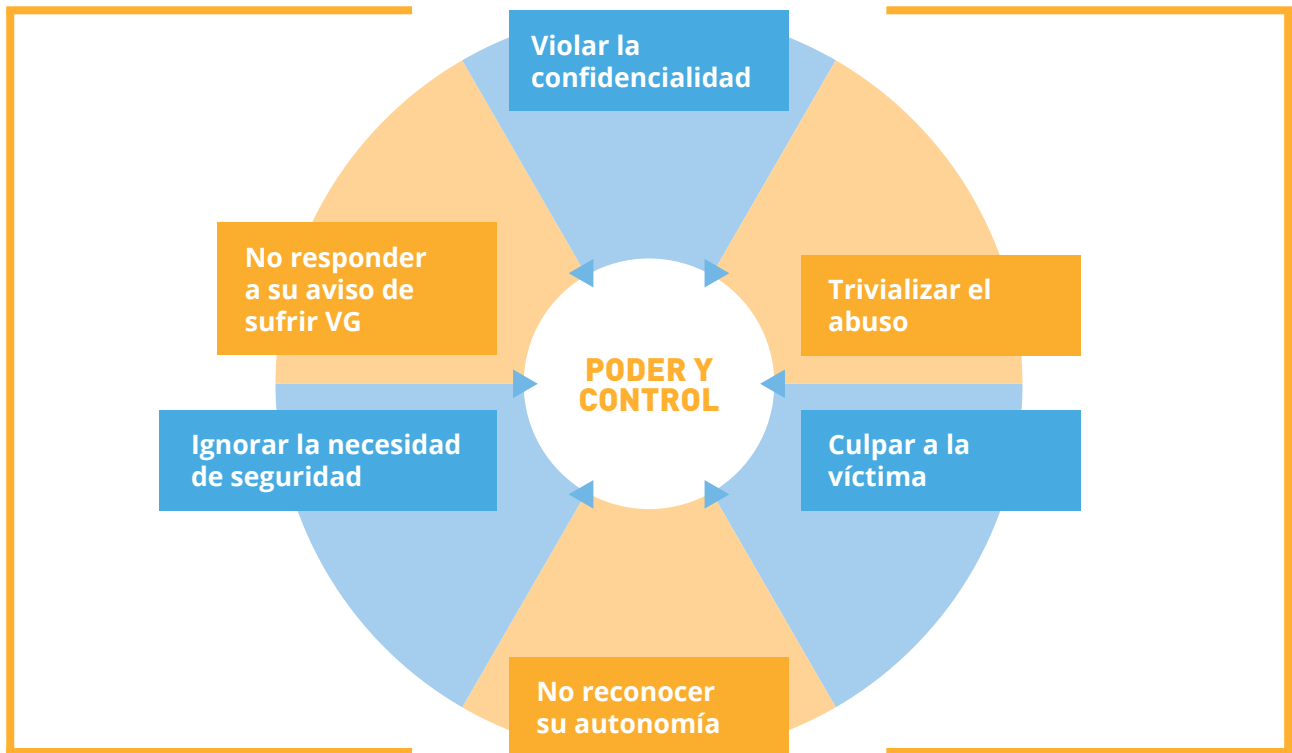 Violar la
confidencialidad
No responder
a su aviso de
sufrir VG
Trivializar el
abuso
PODER Y
CONTROL
Ignorar la necesidad
de seguridad
Culpar a la
víctima
No reconocer
su autonomía